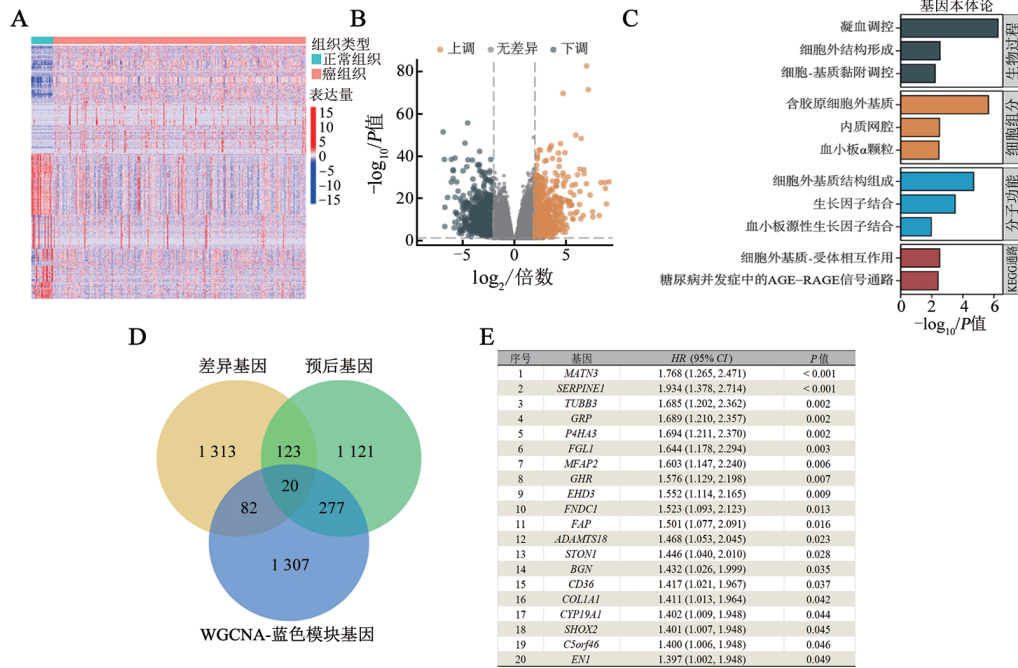 A
组织类型
正常组织
癌组织
表达量
15
10
5
0
−5
−10
−15
B
上调 无差异 下调
80
60
40
20
0
−log10/P值
−5 0 5
log2/倍数
C
基因本体论
凝血调控
细胞外结构形成
细胞-基质黏附调控
生物过程
含胶原细胞外基质
内质网腔
血小板α颗粒
细胞组分
细胞外基质结构组成
生长因子结合
血小板源性生长因子结合
分子功能
细胞外基质-受体相互作用
糖尿病并发症中的AGE−RAGE信号通路
KEGG通路
0 2 4 6
−log10/P值
D
差异基因 预后基因
1 313 123 1 121
20
82 277
1 307
WGCNA-蓝色模块基因
E
序号 基因 HR (95% CI) P 值
1 MATN3 1.768 (1.265, 2.471) < 0.001
2 SERPINE1 1.934 (1.378, 2.714) < 0.001
3 TUBB3 1.685 (1.202, 2.362) 0.002
4 GRP 1.689 (1.210, 2.357) 0.002
5 P4HA3 1.694 (1.211, 2.370) 0.002
6 FGL1 1.644 (1.178, 2.294) 0.003
7 MFAP2 1.603 (1.147, 2.240) 0.006
8 GHR 1.576 (1.129, 2.198) 0.007
9 EHD3 1.552 (1.114, 2.165) 0.009
10 FNDC1 1.523 (1.093, 2.123) 0.013
11 FAP 1.501 (1.077, 2.091) 0.016
12 ADAMTS18 1.468 (1.053, 2.045) 0.023
13 STON1 1.446 (1.040, 2.010) 0.028
14 BGN 1.432 (1.026, 1.999) 0.035
15 CD36 1.417 (1.021, 1.967) 0.037
16 COL1A1 1.411 (1.013, 1.964) 0.042
17 CYP19A1 1.402 (1.009, 1.948) 0.044
18 SHOX2 1.401 (1.007, 1.948) 0.045
19 C5orf46 1.400 (1.006, 1.948) 0.046
20 EN1 1.397 (1.002, 1.948) 0.049